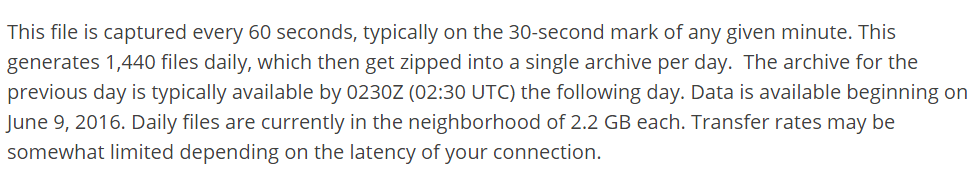 This file is captured every 60 seconds, typically on the 30-second mark of any given minute. This
generates 1,440 files daily, which then get zipped into a single archive per day.  The archive for the
previous day is typically available by 0230Z (02:30 UTC) the following day. Data is available beginning on
June 9, 2016. Daily files are currently in the neighborhood of 2.2 GB each. Transfer rates may be
somewhat limited depending on the latency of your connection.